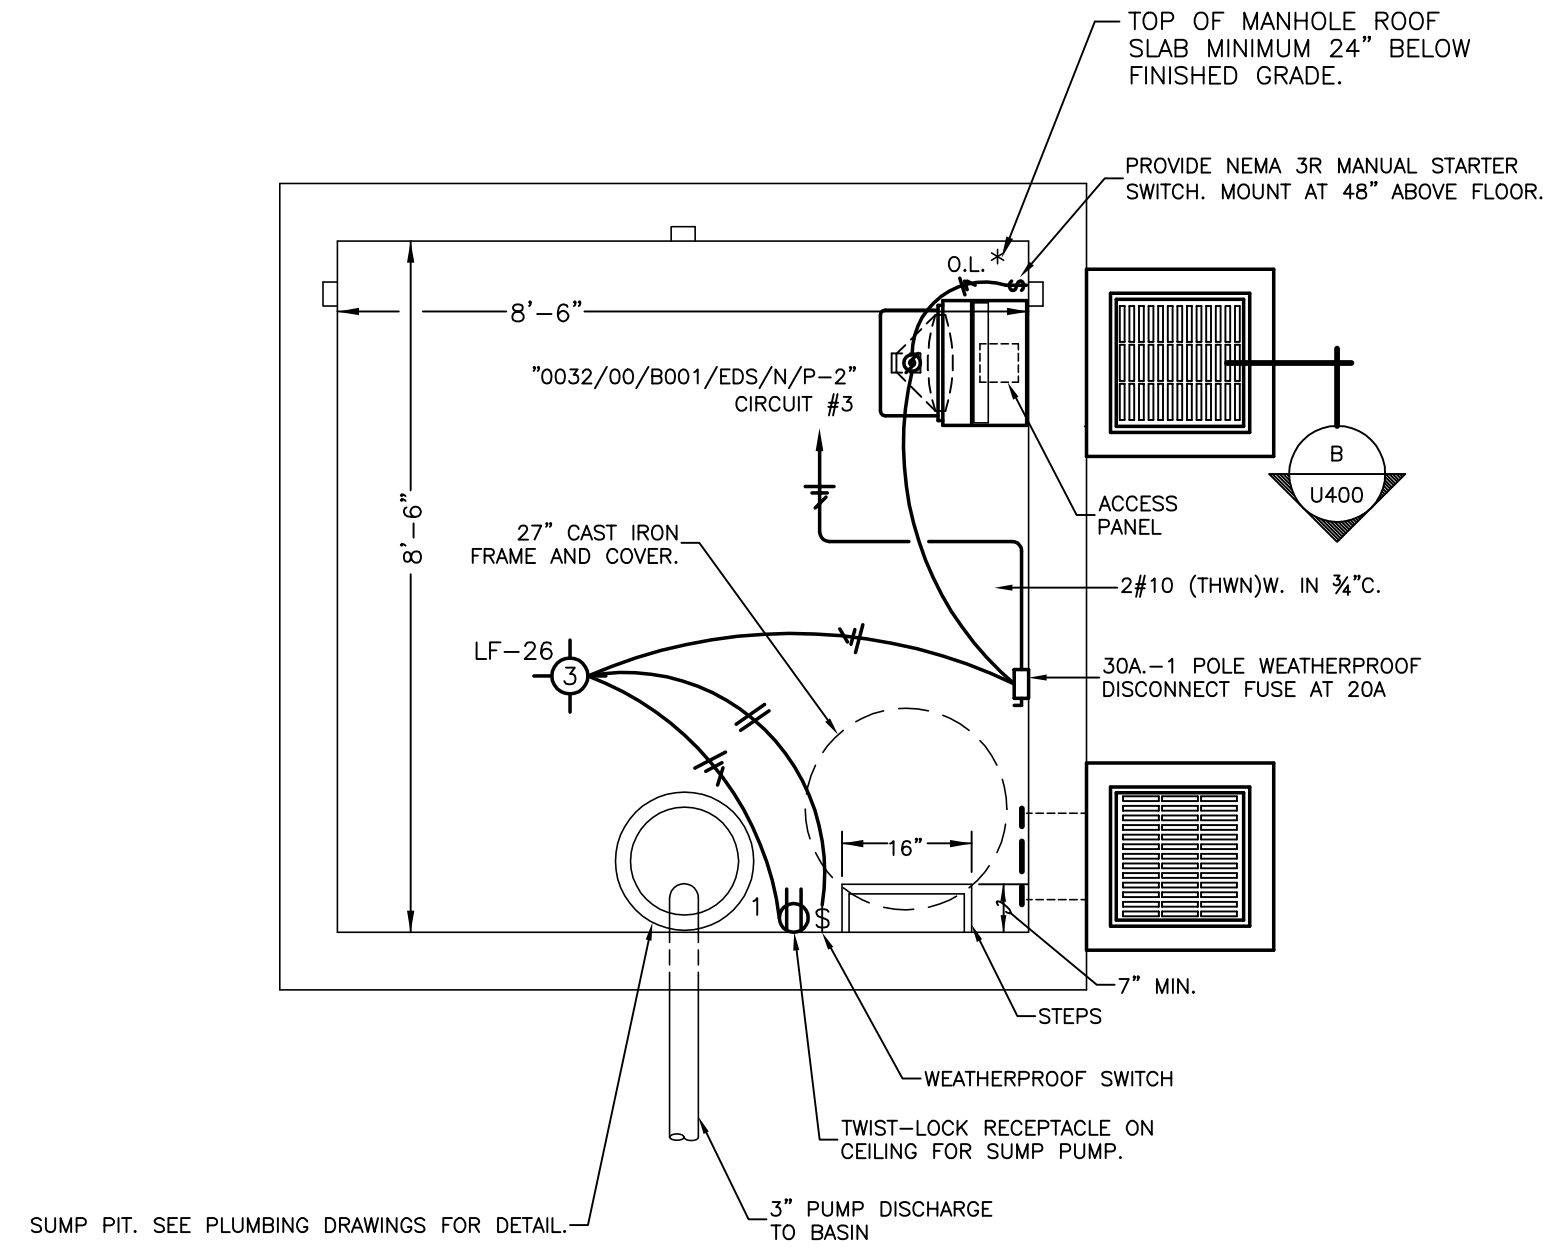 TOP OF MANHOLE ROOF
SLAB MINIMUM 24" BELOW
FINISHED GRADE.
PROVIDE NEMA 3R MANUAL STARTER
SWITCH. MOUNT AT 48" ABOVE FLOOR.
O.L. *
S
8'-6"
"0032/00/B001/EDS/N/P-2"
CIRCUIT #3
B
U400
ACCESS
PANEL
8'-6"
27" CAST IRON
FRAME AND COVER.
2#10 (THWN)W. IN ¾"C.
LF-26
3
30A.-1 POLE WEATHERPROOF
DISCONNECT FUSE AT 20A
16"
1
S
7" MIN.
STEPS
WEATHERPROOF SWITCH
TWIST-LOCK RECEPTACLE ON
CEILING FOR SUMP PUMP.
3" PUMP DISCHARGE
TO BASIN
SUMP PIT. SEE PLUMBING DRAWINGS FOR DETAIL.